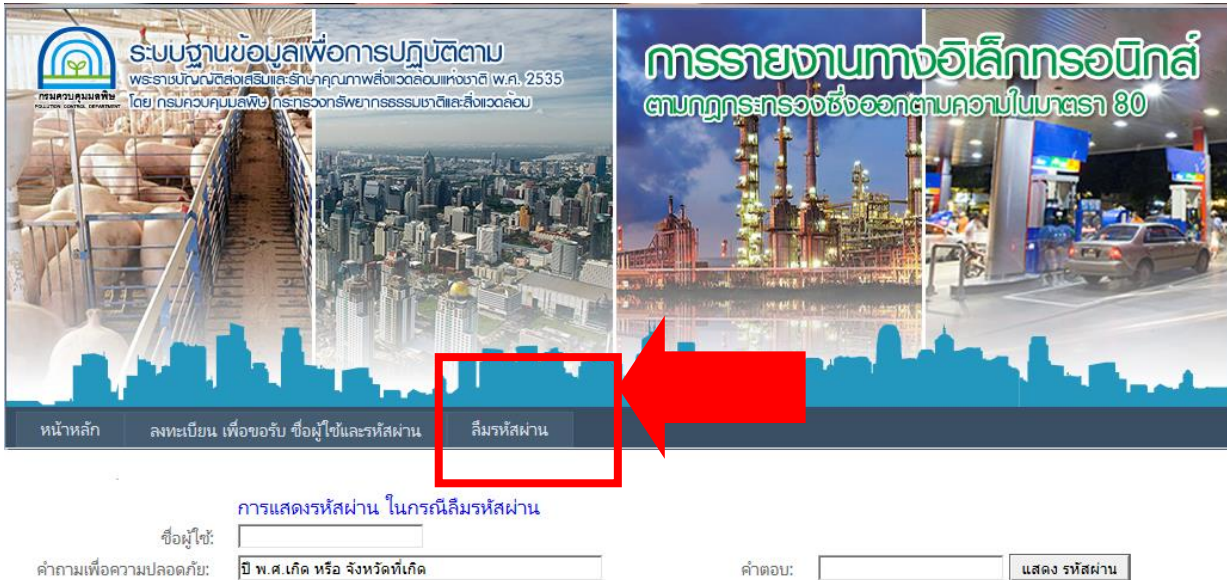 ระบบฐานข้อมูลเพื่อการปฏิบัติตาม
พระราชบัญญัติส่งเสริมและรักษาคุณภาพสิ่งแวดล้อมแห่งชาติ พ.ศ. 2535
โดย กรมควบคุมมลพิษ กระทรวงทรัพยากรธรรมชาติและสิ่งแวดล้อม
กรมควบคุมมลพิษ
POLLUTION CONTROL DEPARTMENT
การรายงานทางอิเล็กทรอนิกส์
ตามกฎกระทรวงซึ่งออกตามความในมาตรา 80
หน้าหลัก ลงทะเบียน เพื่อขอรับ ชื่อผู้ใช้และรหัสผ่าน ลืมรหัสผ่าน
การแสดงรหัสผ่าน ในกรณีลืมรหัสผ่าน
ชื่อผู้ใช้:
คำถามเพื่อความปลอดภัย: ปี พ.ศ.เกิด หรือ จังหวัดที่เกิด คำตอบ: แสดง รหัสผ่าน